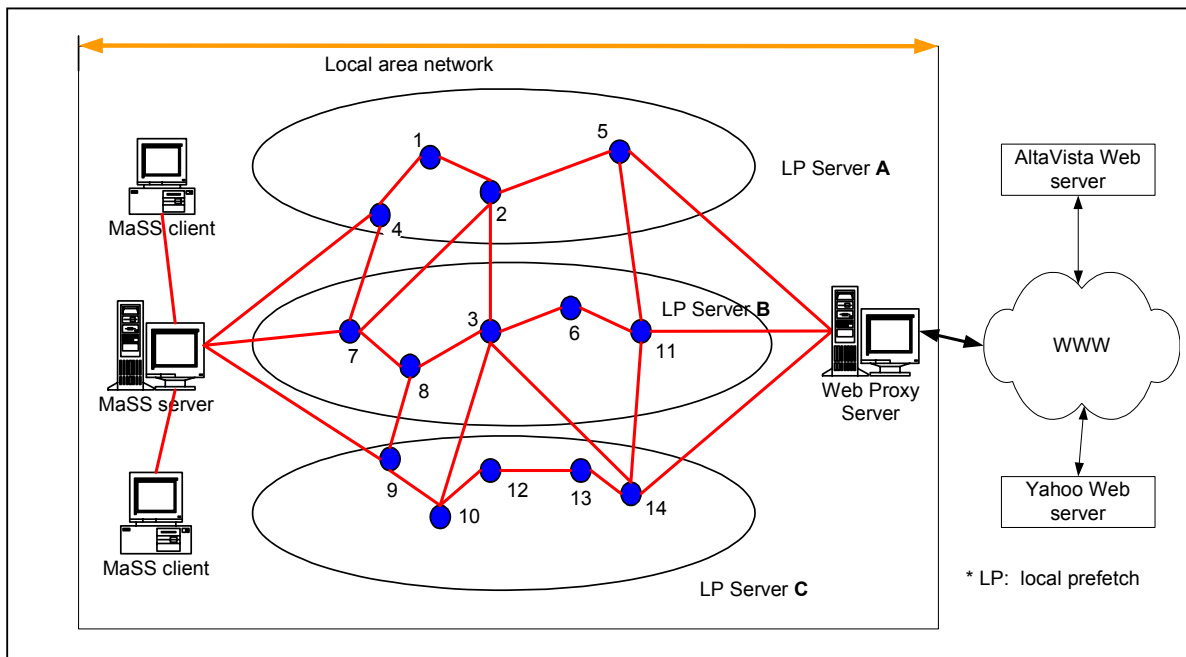 Local area network
1
5
AltaVista Web
server
LP Server A
2
MaSS client
4
LP Server B
3
6
7
11
WWW
8
MaSS server
Web Proxy
Server
9
12
13
14
10
Yahoo Web
server
MaSS client
* LP: local prefetch
LP Server C